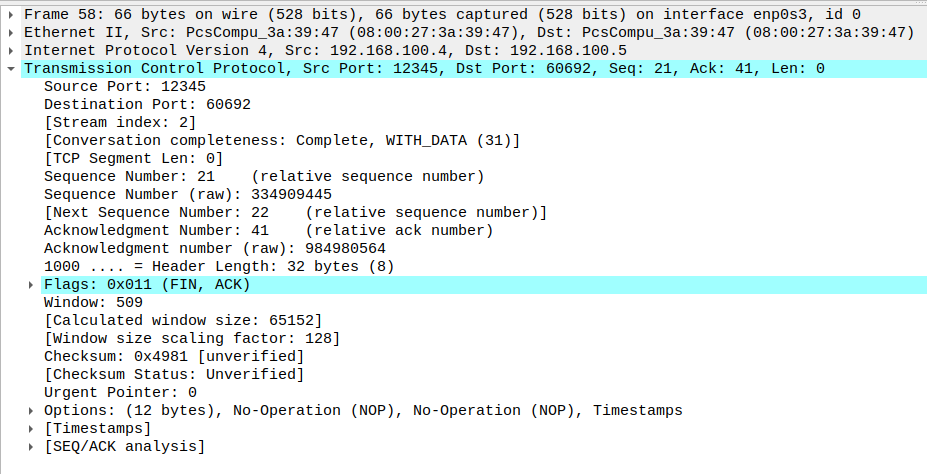 Frame 58: 66 bytes on wire (528 bits), 66 bytes captured (528 bits) on interface enp0s3, id 0
Ethernet II, Src: PcsCompu_3a:39:47 (08:00:27:3a:39:47), Dst: PcsCompu_3a:39:47 (08:00:27:3a:39:47)
Internet Protocol Version 4, Src: 192.168.100.4, Dst: 192.168.100.5
Transmission Control Protocol, Src Port: 12345, Dst Port: 60692, Seq: 21, Ack: 41, Len: 0
Source Port: 12345
Destination Port: 60692
[Stream index: 2]
[Conversation completeness: Complete, WITH_DATA (31)]
[TCP Segment Len: 0]
Sequence Number: 21    (relative sequence number)
Sequence Number (raw): 334909445
[Next Sequence Number: 22    (relative sequence number)]
Acknowledgment Number: 41    (relative ack number)
Acknowledgment number (raw): 984980564
1000 .... = Header Length: 32 bytes (8)
Flags: 0x011 (FIN, ACK)
Window: 509
[Calculated window size: 65152]
[Window size scaling factor: 128]
Checksum: 0x4981 [unverified]
[Checksum Status: Unverified]
Urgent Pointer: 0
Options: (12 bytes), No-Operation (NOP), No-Operation (NOP), Timestamps
[Timestamps]
[SEQ/ACK analysis]